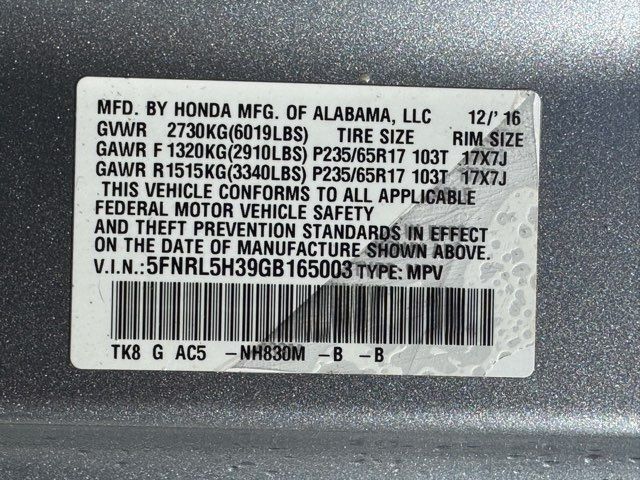 MFD. BY HONDA MFG. OF ALABAMA, LLC 12/'16
GVWR 2730KG(6019LBS) TIRE SIZE RIM SIZE
GAWR F 1320KG(2910LBS) P235/65R17 103T 17X7J
GAWR R1515KG(3340LBS) P235/65R17 103T 17X7J
THIS VEHICLE CONFORMS TO ALL APPLICABLE
FEDERAL MOTOR VEHICLE SAFETY
AND THEFT PREVENTION STANDARDS IN EFFECT
ON THE DATE OF MANUFACTURE SHOWN ABOVE.
V.I.N.:5FNRL5H39GB165003 TYPE: MPV
TK8 G AC5 –NH830M –B –B